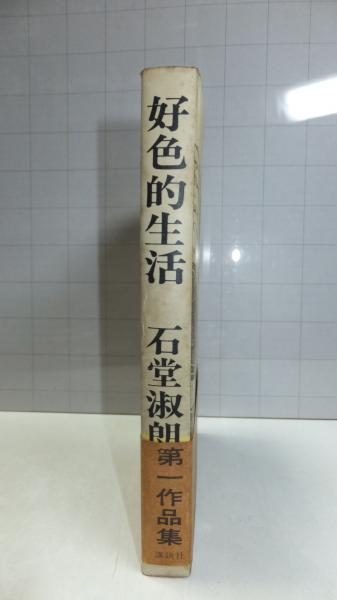 好色的生活
石堂淑朗
第一作品集
講談社